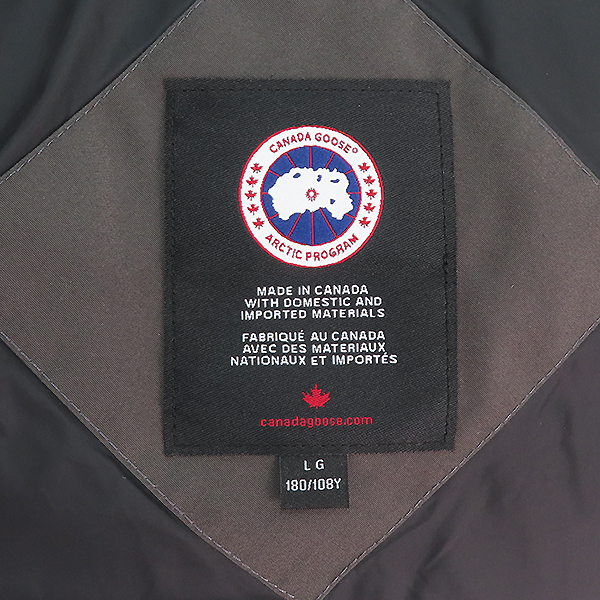 CANADA GOOSE®
ARCTIC PROGRAM
MADE IN CANADA
WITH DOMESTIC AND
IMPORTED MATERIALS
FABRIQUÉ AU CANADA
AVEC DES MATERIAUX
NATIONAUX ET IMPORTÉS
canadagoose.com
LG
180/108Y